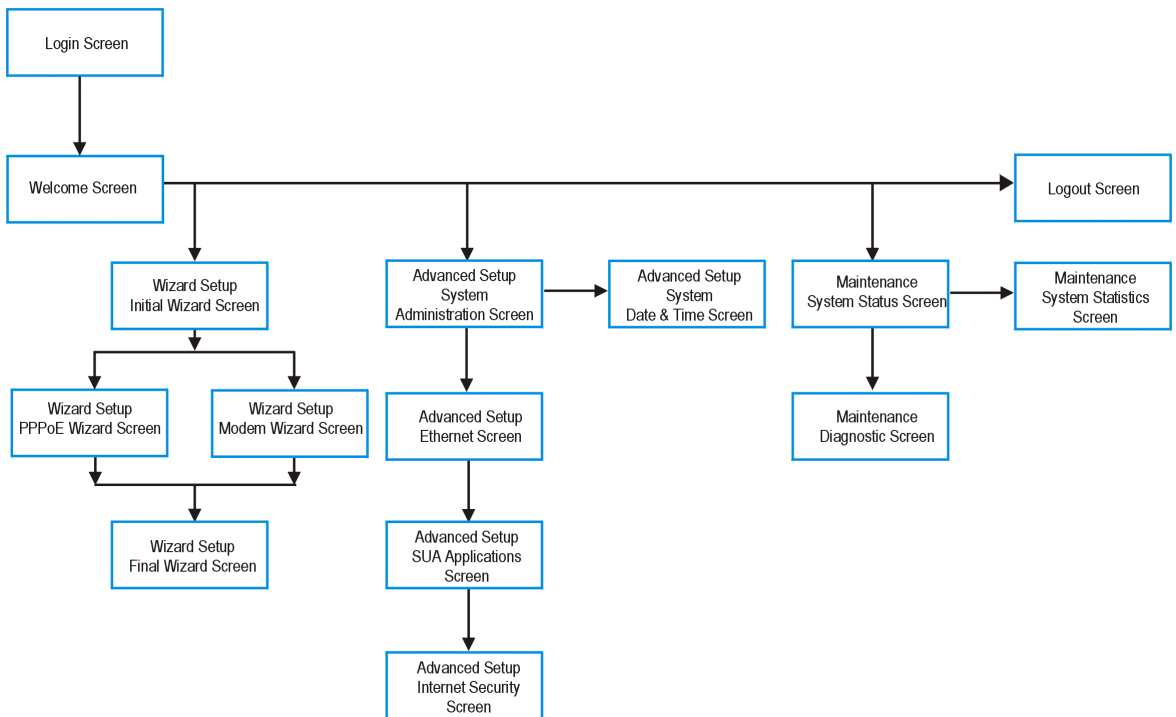 Login Screen
Welcome Screen
Logout Screen
Wizard Setup
Initial Wizard Screen
Advanced Setup
System
Administration Screen
Advanced Setup
System
Date & Time Screen
Maintenance
System Status Screen
Maintenance
System Statistics
Screen
Wizard Setup
PPPoE Wizard Screen
Wizard Setup
Modem Wizard Screen
Advanced Setup
Ethernet Screen
Maintenance
Diagnostic Screen
Wizard Setup
Final Wizard Screen
Advanced Setup
SUA Applications
Screen
Advanced Setup
Internet Security
Screen